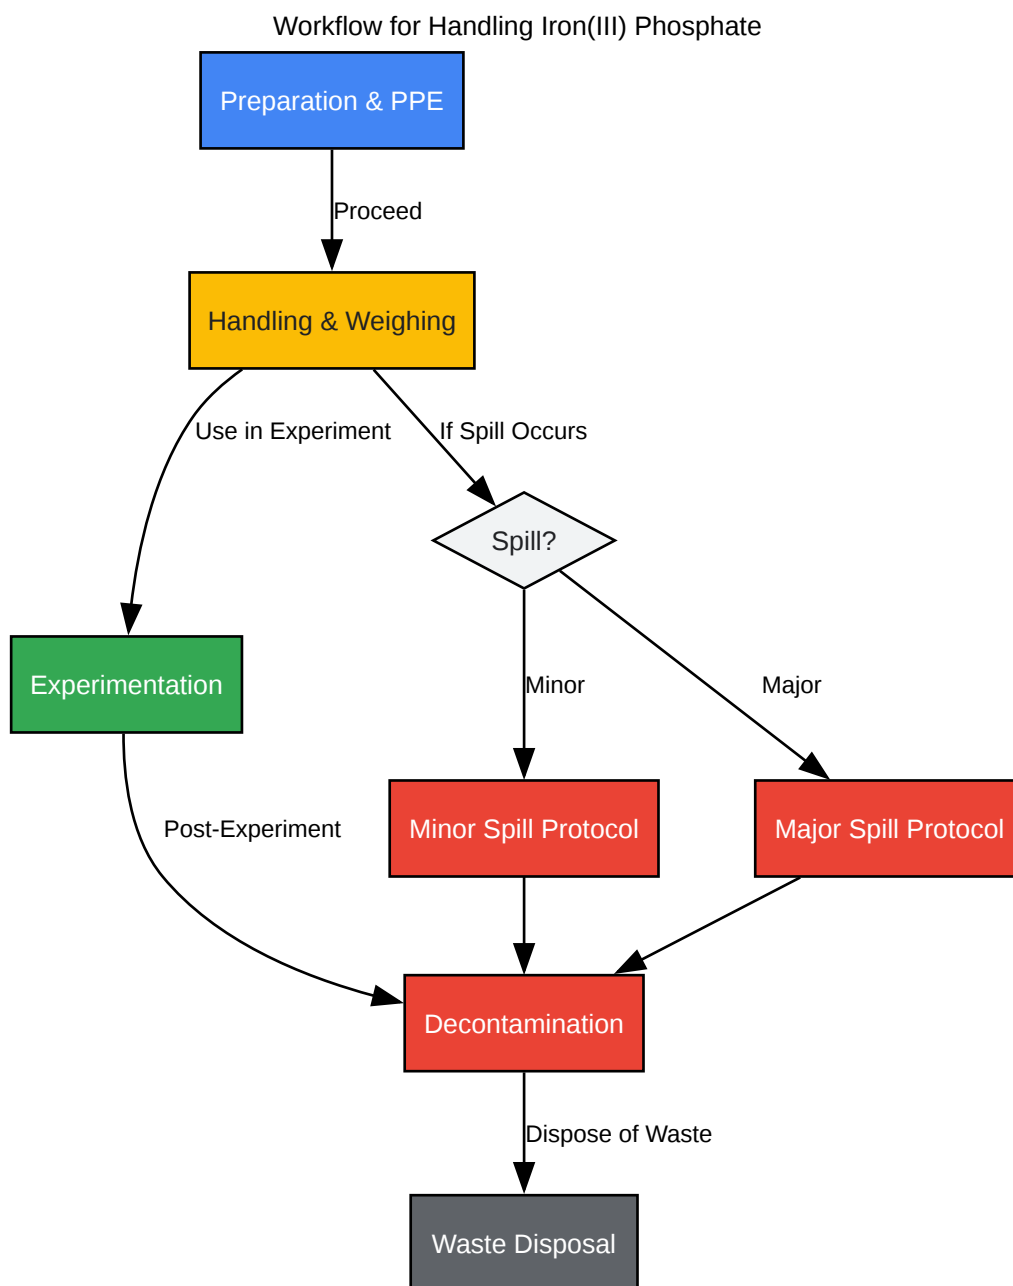 Workflow for Handling Iron(III) Phosphate
Preparation & PPE
Proceed
Handling & Weighing
Use in Experiment
If Spill Occurs
Spill?
Experimentation
Minor
Major
Post-Experiment
Minor Spill Protocol
Major Spill Protocol
Decontamination
Dispose of Waste
Waste Disposal